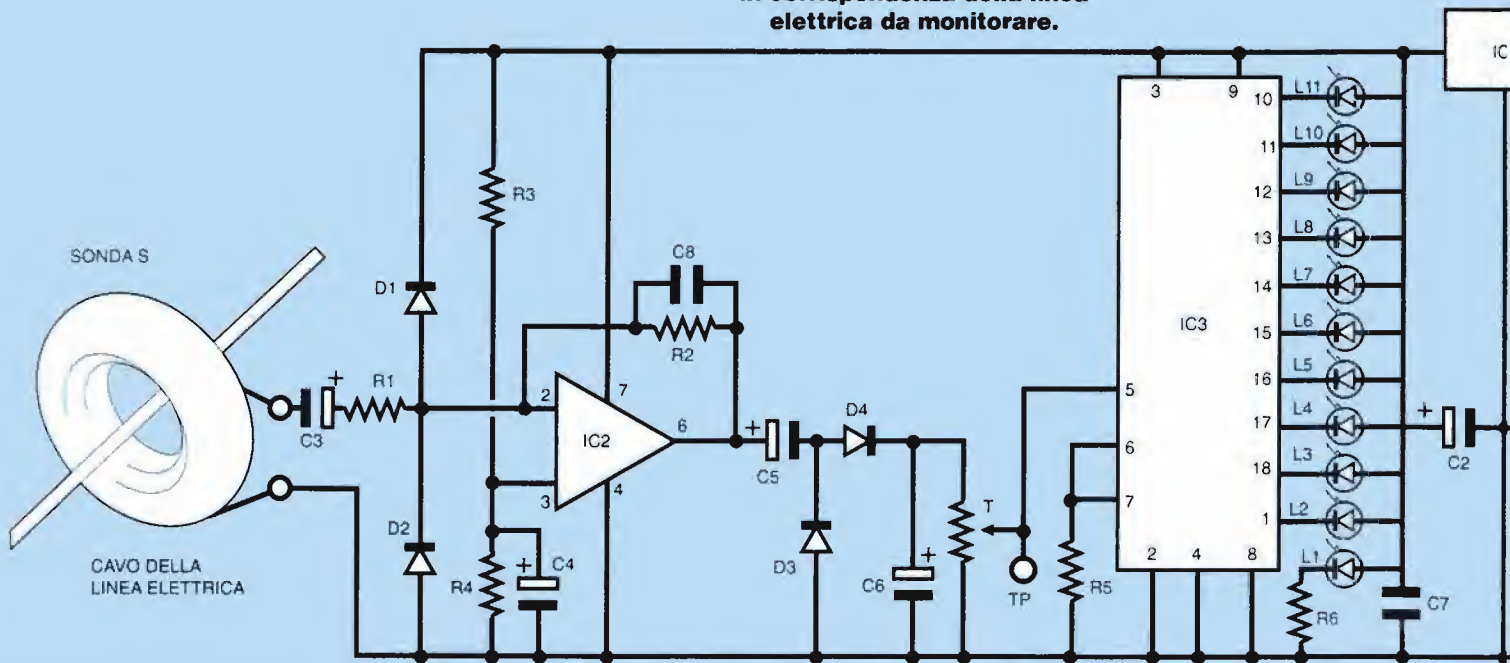 elettrica da monitorare.
IC
3
9
10
L11
11
L10
12
L9
13
L8
14
L7
15
L6
16
L5
17
L4
18
L3
1
L2
L1
IC3
5
6
7
2
4
8
SONDA S
CAVO DELLA
LINEA ELETTRICA
C3
+
R1
D1
D2
R3
R4
+
C4
C8
R2
2
7
3
4
6
IC2
+
C5
D4
D3
C6
+
T
TP
R5
R6
C7
+
C2